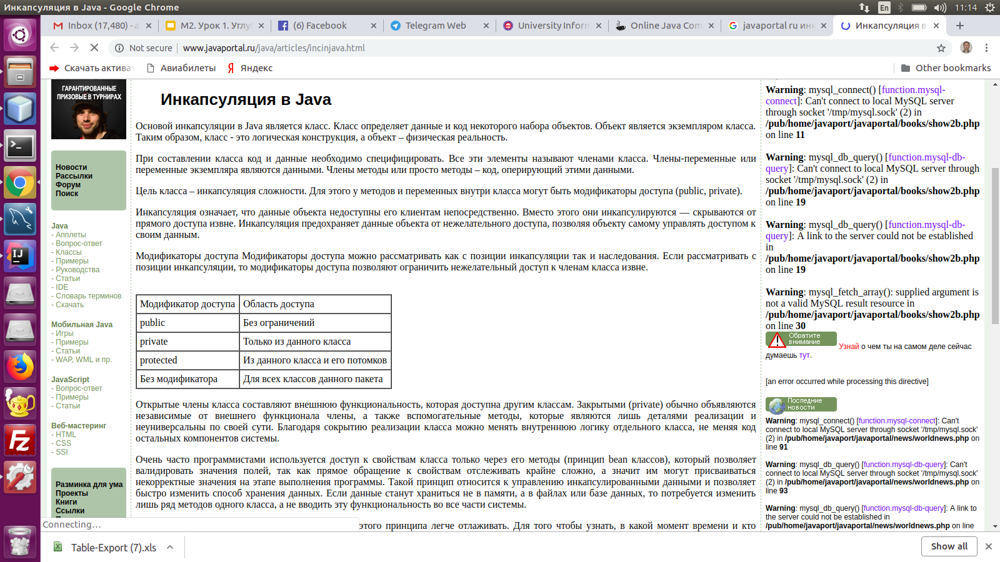 Инкапсуляция в Java - Google Chrome
En
11:14
Inbox (17,480) - a
M2. Урок 1. Углу
(6) Facebook
Telegram Web
University Inform
Online Java Com
javaportal ru ин
Инкапсуляция в
Not secure
www.javaportal.ru/java/articles/incinjava.html
Скачать активат
Авиабилеты
Яндекс
Other bookmarks
ГАРАНТИРОВАННЫЕ
ПРИЗОВЫЕ В ТУРНИРАХ
Новости
Рассылки
Форум
Поиск
Java
- Апплеты
- Вопрос-ответ
- Классы
- Примеры
- Руководства
- Статьи
- IDE
- Словарь терминов
- Скачать
Мобильная Java
- Игры
- Примеры
- Статьи
- WAP, WML и пр.
JavaScript
- Вопрос-ответ
- Примеры
- Статьи
Веб-мастеринг
- HTML
- CSS
- SSI
Разминка для ума
Проекты
Книги
Ссылки
Инкапсуляция в Java
Основой инкапсуляции в Java является класс. Класс определяет данные и код некоторого набора объектов. Объект является экземпляром класса.
Таким образом, класс - это логическая конструкция, а объект – физическая реальность.
При составлении класса код и данные необходимо специфицировать. Все эти элементы называют членами класса. Члены-переменные или
переменные экземпляра являются данными. Члены методы или просто методы – код, оперирующий этими данными.
Цель класса – инкапсуляция сложности. Для этого у методов и переменных внутри класса могут быть модификаторы доступа (public, private).
Инкапсуляция означает, что данные объекта недоступны его клиентам непосредственно. Вместо этого они инкапсулируются — скрываются от
прямого доступа извне. Инкапсуляция предохраняет данные объекта от нежелательного доступа, позволяя объекту самому управлять доступом к
своим данным.
Модификаторы доступа Модификаторы доступа можно рассматривать как с позиции инкапсуляции так и наследования. Если рассматривать с
позиции инкапсуляции, то модификаторы доступа позволяют ограничить нежелательный доступ к членам класса извне.
Модификатор доступа Область доступа
public Без ограничений
private Только из данного класса
protected Из данного класса и его потомков
Без модификатора Для всех классов данного пакета
Открытые члены класса составляют внешнюю функциональность, которая доступна другим классам. Закрытыми (private) обычно объявляются
независимые от внешнего функционала члены, а также вспомогательные методы, которые являются лишь деталями реализации и
неуниверсальны по своей сути. Благодаря сокрытию реализации класса можно менять внутреннюю логику отдельного класса, не меняя код
остальных компонентов системы.
Очень часто программистами используется доступ к свойствам класса только через его методы (принцип bean классов), который позволяет
валидировать значения полей, так как прямое обращение к свойствам отслеживать крайне сложно, а значит им могут присваиваться
некорректные значения на этапе выполнения программы. Такой принцип относится к управлению инкапсулированными данными и позволяет
быстро изменить способ хранения данных. Если данные станут храниться не в памяти, а в файлах или базе данных, то потребуется изменить
лишь ряд методов одного класса, а не вводить эту функциональность во все части системы.
этого принципа легче отлаживать. Для того чтобы узнать, в какой момент времени и кто
Warning: mysql_connect() [function.mysql-
connect]: Can't connect to local MySQL server
through socket '/tmp/mysql.sock' (2) in
/pub/home/javaport/javaportal/books/show2b.php
on line 11
Warning: mysql_db_query() [function.mysql-db-
query]: Can't connect to local MySQL server through
socket '/tmp/mysql.sock' (2) in
/pub/home/javaport/javaportal/books/show2b.php
on line 19
Warning: mysql_db_query() [function.mysql-db-
query]: A link to the server could not be established
in
/pub/home/javaport/javaportal/books/show2b.php
on line 19
Warning: mysql_fetch_array(): supplied argument is
not a valid MySQL result resource in
/pub/home/javaport/javaportal/books/show2b.php
on line 30
Обратите
внимание
Узнай о чем ты на самом деле сейчас
думаешь тут.
[an error occurred while processing this directive]
Последние
новости
Warning: mysql_connect() [function.mysql-connect]: Can't
connect to local MySQL server through socket '/tmp/mysql.sock'
(2) in /pub/home/javaport/javaportal/news/worldnews.php on
line 91
Warning: mysql_db_query() [function.mysql-db-query]: Can't
connect to local MySQL server through socket '/tmp/mysql.sock'
(2) in /pub/home/javaport/javaportal/news/worldnews.php on
line 93
Warning: mysql_db_query() [function.mysql-db-query]: A link to
the server could not be established in
/pub/home/javaport/javaportal/news/worldnews.php on line
Connecting…
Table-Export (7).xls
Show all